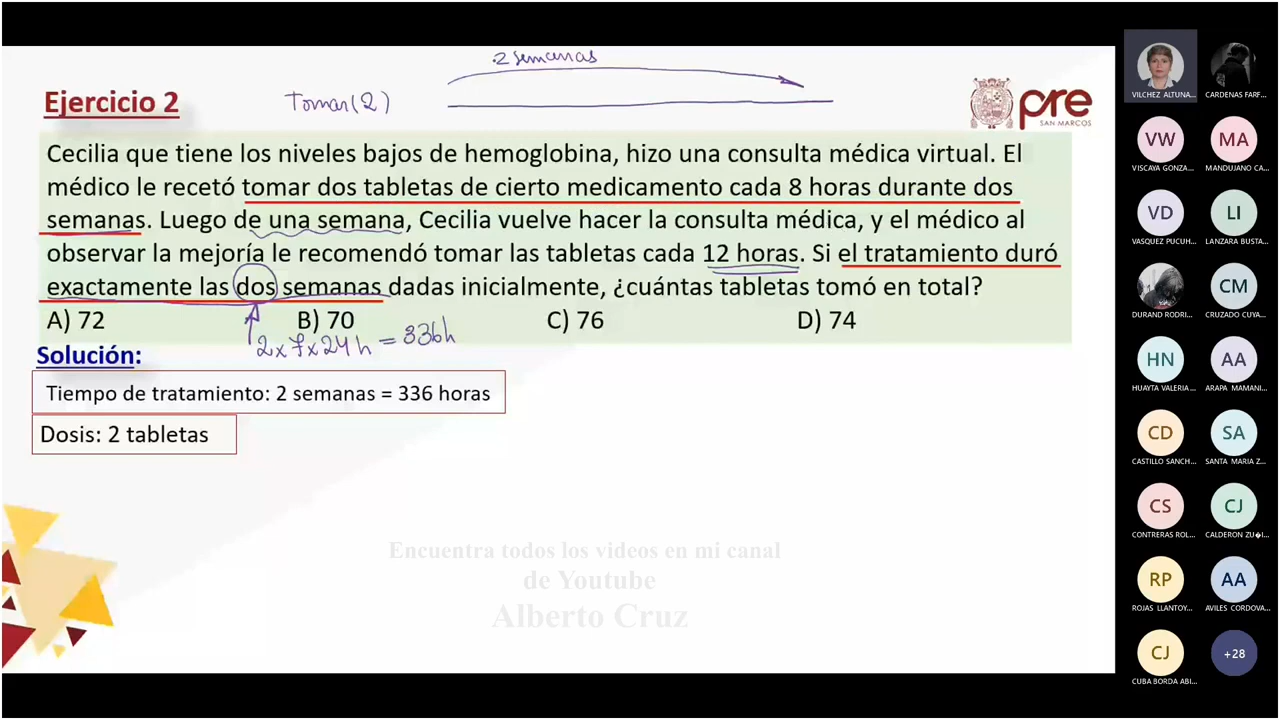 .2 semanas
Tomar(2)
Ejercicio 2
pre
SAN MARCOS
Cecilia que tiene los niveles bajos de hemoglobina, hizo una consulta médica virtual. El
médico le recetó tomar dos tabletas de cierto medicamento cada 8 horas durante dos
semanas. Luego de una semana, Cecilia vuelve hacer la consulta médica, y el médico al
observar la mejoría le recomendó tomar las tabletas cada 12 horas. Si el tratamiento duró
exactamente las dos semanas dadas inicialmente, ¿cuántas tabletas tomó en total?
A) 72 B) 70 C) 76 D) 74
2 x 7 x 24 h = 336h
Solución:
Tiempo de tratamiento: 2 semanas = 336 horas
Dosis: 2 tabletas
Encuentra todos los videos en mi canal
de Youtube
Alberto Cruz
VILCHEZ ALTUNA... CARDENAS FARF...
VW MA
VISCAYA GONZA... MANDUJANO CA...
VD LI
VASQUEZ PUCUH... LANZARA BUSTA...
CM
DURAND RODRI... CRUZADO CUYA...
HN AA
HUAYTA VALERIA... ARAPA MAMANI...
CD SA
CASTILLO SANCH... SANTA MARIA Z...
CS CJ
CONTRERAS ROL... CALDERON ZU�I...
RP AA
ROJAS LLANTOY... AVILES CORDOVA...
CJ +28
CUBA BORDA ABI...